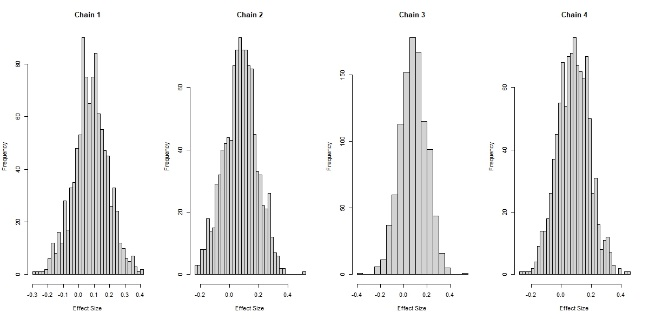 Chain 1
Frequency
0 20 40 60 80
-0.3 -0.2 -0.1 0.0 0.1 0.2 0.3 0.4
Effect Size
Chain 2
Frequency
0 20 40 60
-0.2 0.0 0.2 0.4
Effect Size
Chain 3
Frequency
0 50 100 150
-0.4 -0.2 0.0 0.2 0.4
Effect Size
Chain 4
Frequency
0 20 40 60
-0.2 0.0 0.2 0.4
Effect Size